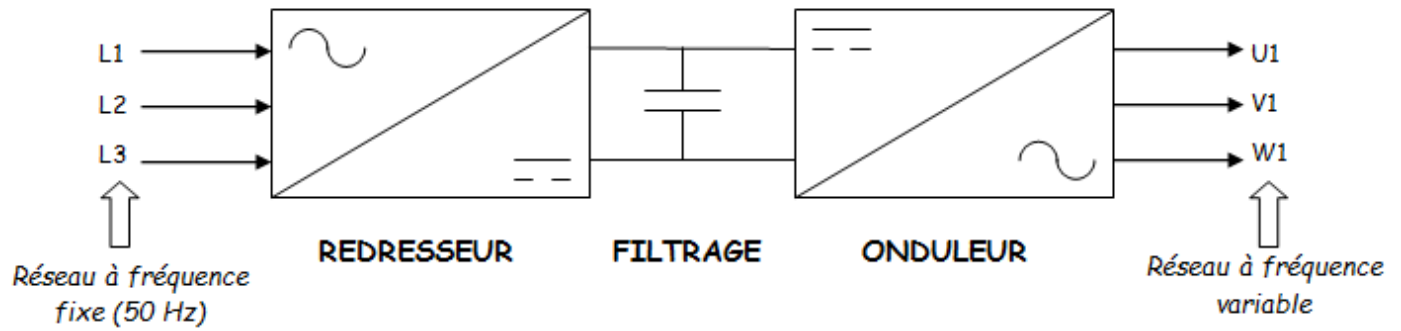 L1
L2
L3
U1
V1
W1
REDRESSEUR
FILTRAGE
ONDULEUR
Réseau à fréquence
fixe (50 Hz)
Réseau à fréquence
variable